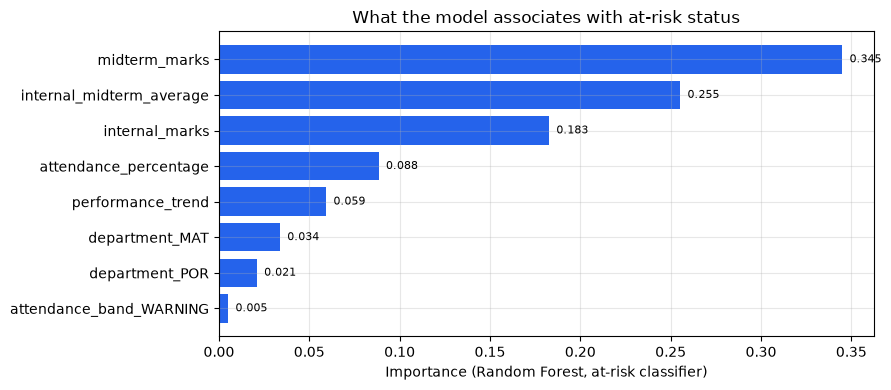 What the model associates with at-risk status
midterm_marks 0.345
internal_midterm_average 0.255
internal_marks 0.183
attendance_percentage 0.088
performance_trend 0.059
department_MAT 0.034
department_POR 0.021
attendance_band_WARNING 0.005
0.00 0.05 0.10 0.15 0.20 0.25 0.30 0.35
Importance (Random Forest, at-risk classifier)